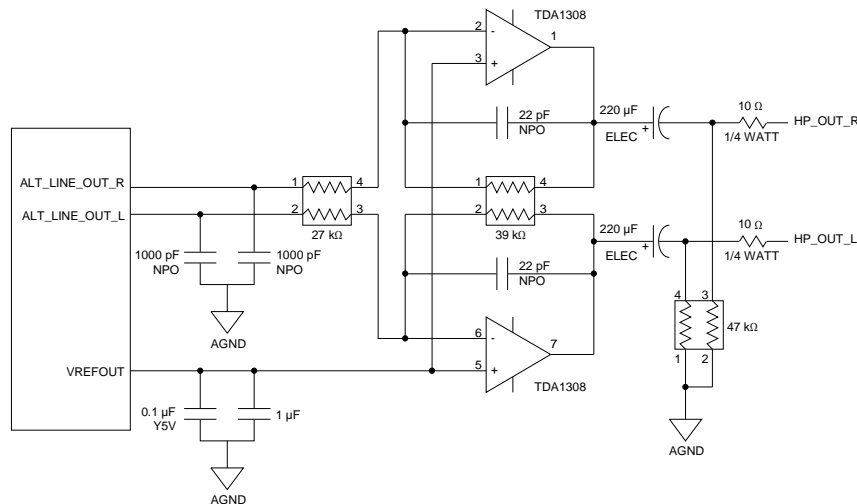 TDA1308
2
-
1
3
+
22 pF
NPO
220 µF
ELEC
+
10 Ω
1/4 WATT
HP_OUT_R
ALT_LINE_OUT_R
1
4
1
4
ALT_LINE_OUT_L
2
3
2
3
27 kΩ
39 kΩ
220 µF
ELEC
+
10 Ω
1/4 WATT
HP_OUT_L
1000 pF
NPO
1000 pF
NPO
22 pF
NPO
AGND
4
3
47 kΩ
1
2
6
-
7
VREFOUT
5
+
TDA1308
0.1 µF
Y5V
1 µF
AGND
AGND